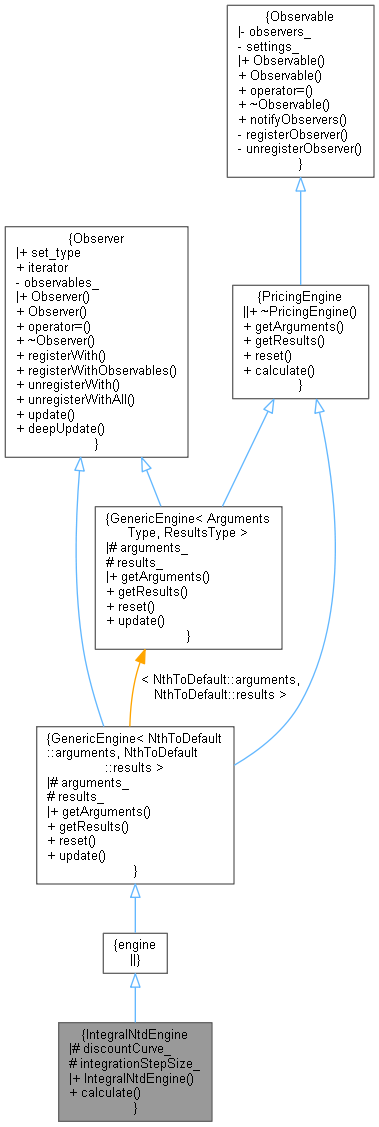 {Observable
|- observers_
- settings_
|+ Observable()
+ Observable()
+ operator=()
+ ~Observable()
+ notifyObservers()
- registerObserver()
- unregisterObserver()
}
{Observer
|+ set_type
+ iterator
- observables_
|+ Observer()
+ Observer()
+ operator=()
+ ~Observer()
+ registerWith()
+ registerWithObservables()
+ unregisterWith()
+ unregisterWithAll()
+ update()
+ deepUpdate()
}
{PricingEngine
||+ ~PricingEngine()
+ getArguments()
+ getResults()
+ reset()
+ calculate()
}
{GenericEngine< Arguments
Type, ResultsType >
|# arguments_
# results_
|+ getArguments()
+ getResults()
+ reset()
+ update()
}
< NthToDefault::arguments,
NthToDefault::results >
{GenericEngine< NthToDefault
::arguments, NthToDefault
::results >
|# arguments_
# results_
|+ getArguments()
+ getResults()
+ reset()
+ update()
}
{engine
||}
{IntegralNtdEngine
|# discountCurve_
# integrationStepSize_
|+ IntegralNtdEngine()
+ calculate()
}